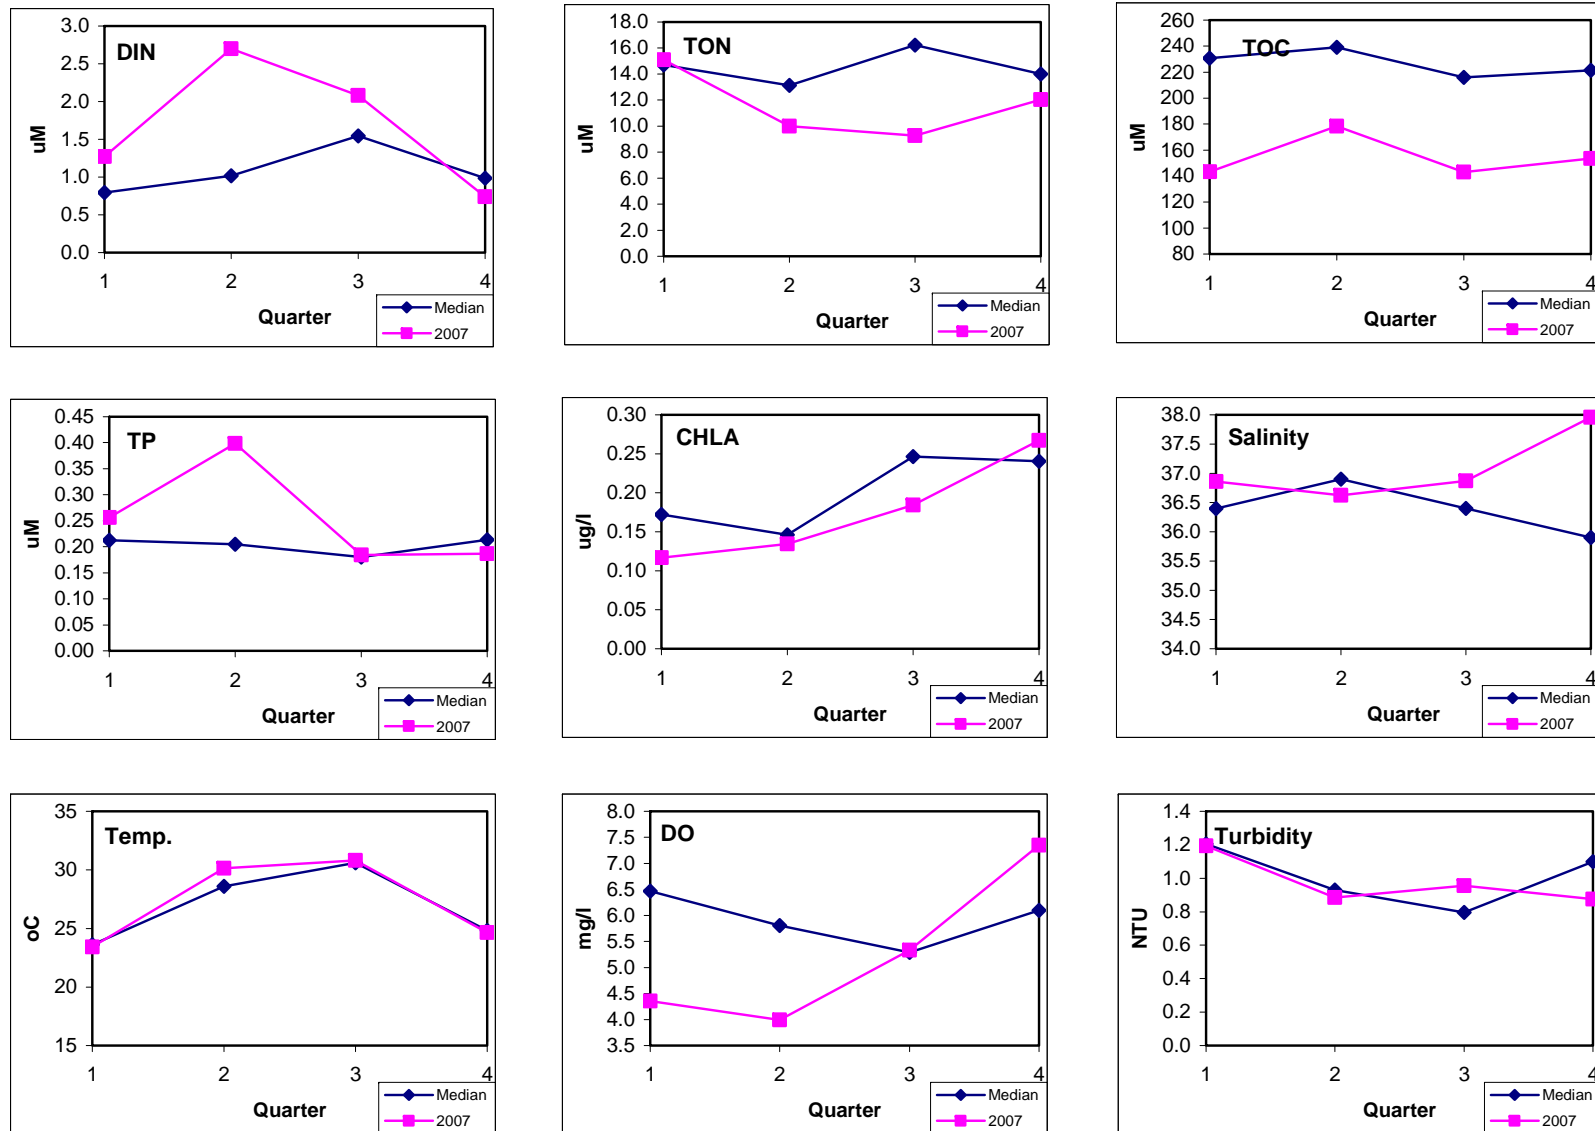 DIN
3.0
2.5
2.0
1.5
1.0
0.5
0.0
uM
1 2 3 4
Quarter
Median
2007
TON
18.0
16.0
14.0
12.0
10.0
8.0
6.0
4.0
2.0
0.0
uM
1 2 3 4
Quarter
Median
2007
TOC
260
240
220
200
180
160
140
120
100
80
uM
1 2 3 4
Quarter
Median
2007
TP
0.45
0.40
0.35
0.30
0.25
0.20
0.15
0.10
0.05
0.00
uM
1 2 3 4
Quarter
Median
2007
CHLA
0.30
0.25
0.20
0.15
0.10
0.05
0.00
ug/l
1 2 3 4
Quarter
Median
2007
Salinity
38.0
37.5
37.0
36.5
36.0
35.5
35.0
34.5
34.0
1 2 3 4
Quarter
Median
2007
Temp.
35
30
25
20
15
oC
1 2 3 4
Quarter
Median
2007
DO
8.0
7.5
7.0
6.5
6.0
5.5
5.0
4.5
4.0
3.5
mg/l
1 2 3 4
Quarter
Median
2007
Turbidity
1.4
1.2
1.0
0.8
0.6
0.4
0.2
0.0
NTU
1 2 3 4
Quarter
Median
2007